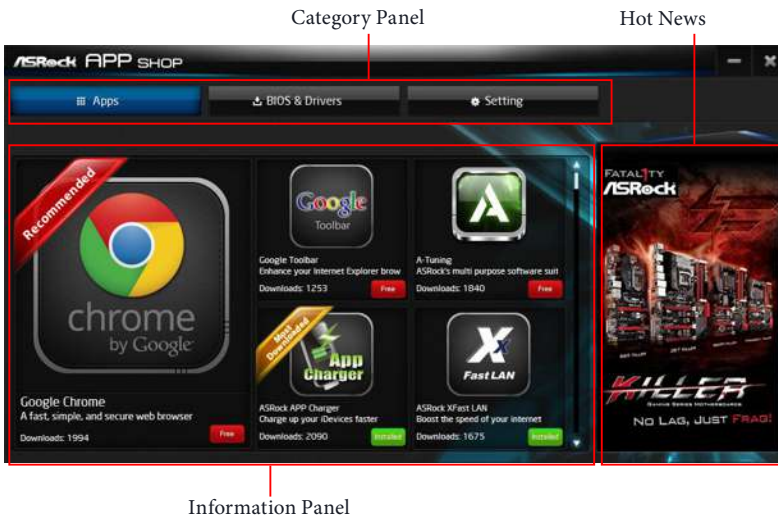 Category Panel
Hot News
ASRock APP SHOP
Apps
BIOS & Drivers
Setting
Recommended
chrome
by Google
Google Chrome
A fast, simple, and secure web browser
Downloads: 1994
Free
Google
Toolbar
Google Toolbar
Enhance your Internet Explorer brow
Downloads: 1253
Free
A
A-Tuning
ASRock's multi purpose software suit
Downloads: 1840
Free
Most
Downloaded
App
Charger
ASRock APP Charger
Charge up your iDevices faster
Downloads: 2090
Installed
X
Fast LAN
ASRock XFast LAN
Boost the speed of your internet
Downloads: 1675
Installed
FATAL1TY
ASRock
KILLER
GAMING SERIES MOTHERBOARDS
NO LAG, JUST FRAG!
Information Panel